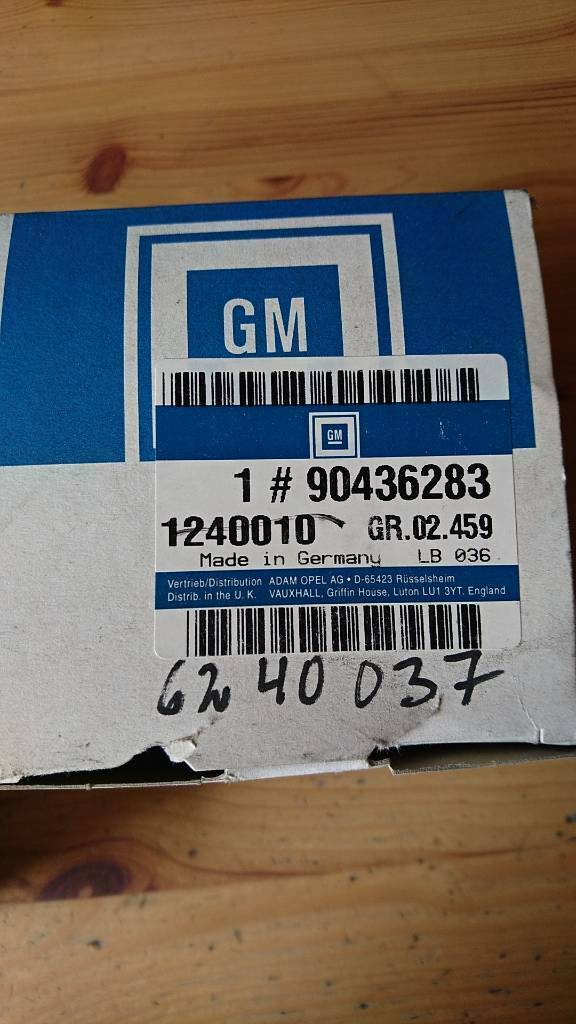 GM
GM
1 # 90436283
1240010 GR.02.459
Made in Germany LB 036
Vertrieb/Distribution ADAM OPEL AG • D-65423 Rüsselsheim
Distrib. in the U. K. VAUXHALL, Griffin House, Luton LU1 3YT. England
6240037